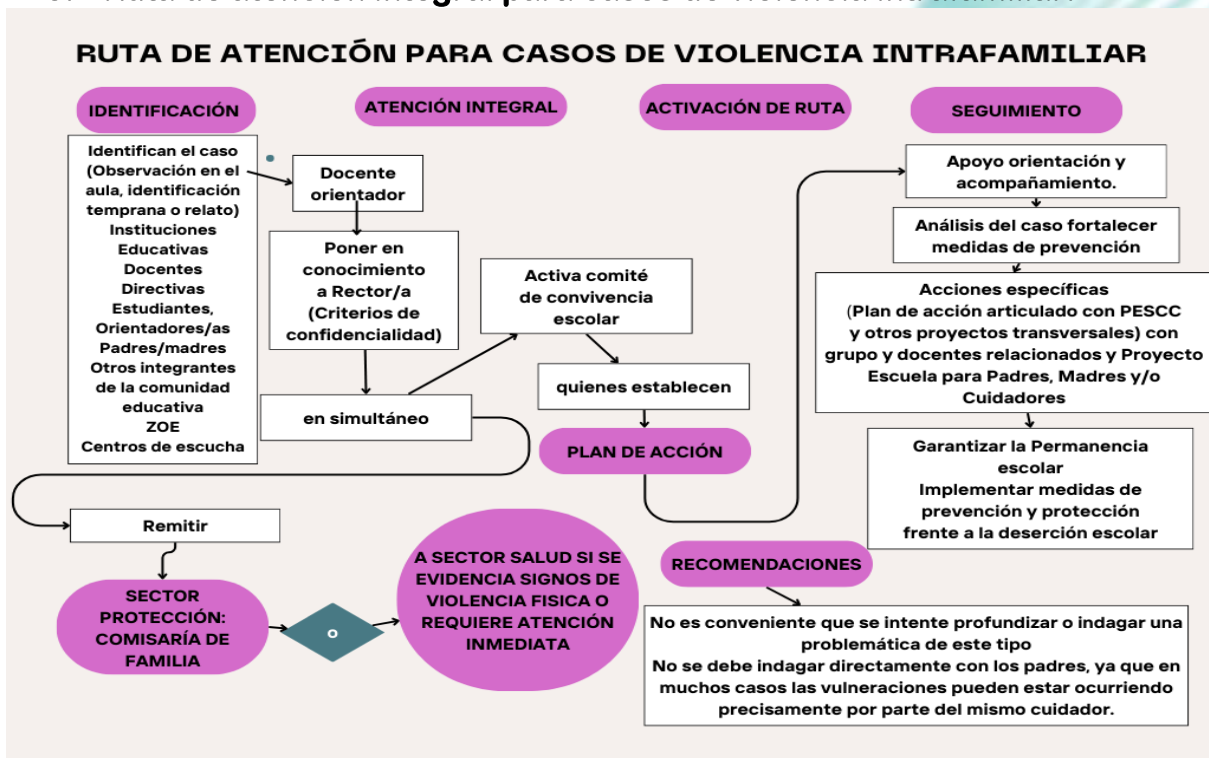 RUTA DE ATENCIÓN PARA CASOS DE VIOLENCIA INTRAFAMILIAR
IDENTIFICACIÓN
Identifican el caso
(Observación en el
aula, identificación
temprana o relato)
Instituciones
Educativas
Docentes
Directivas
Estudiantes,
Orientadores/as
Padres/madres
Otros integrantes
de la comunidad
educativa
ZOE
Centros de escucha
ATENCIÓN INTEGRAL
Docente
orientador
Poner en
conocimiento
a Rector/a
(Criterios de
confidencialidad)
en simultáneo
Remitir
SECTOR
PROTECCIÓN:
COMISARÍA DE
FAMILIA
O
A SECTOR SALUD SI SE
EVIDENCIA SIGNOS DE
VIOLENCIA FISICA O
REQUIERE ATENCIÓN
INMEDIATA
ACTIVACIÓN DE RUTA
Activa comité
de convivencia
escolar
quienes establecen
PLAN DE ACCIÓN
SEGUIMIENTO
Apoyo orientación y
acompañamiento.
Análisis del caso fortalecer
medidas de prevención
Acciones específicas
(Plan de acción articulado con PESCC
y otros proyectos transversales) con
grupo y docentes relacionados y Proyecto
Escuela para Padres, Madres y/o
Cuidadores
Garantizar la Permanencia
escolar
Implementar medidas de
prevención y protección
frente a la deserción escolar
RECOMENDACIONES
No es conveniente que se intente profundizar o indagar una
problemática de este tipo
No se debe indagar directamente con los padres, ya que en
muchos casos las vulneraciones pueden estar ocurriendo
precisamente por parte del mismo cuidador.